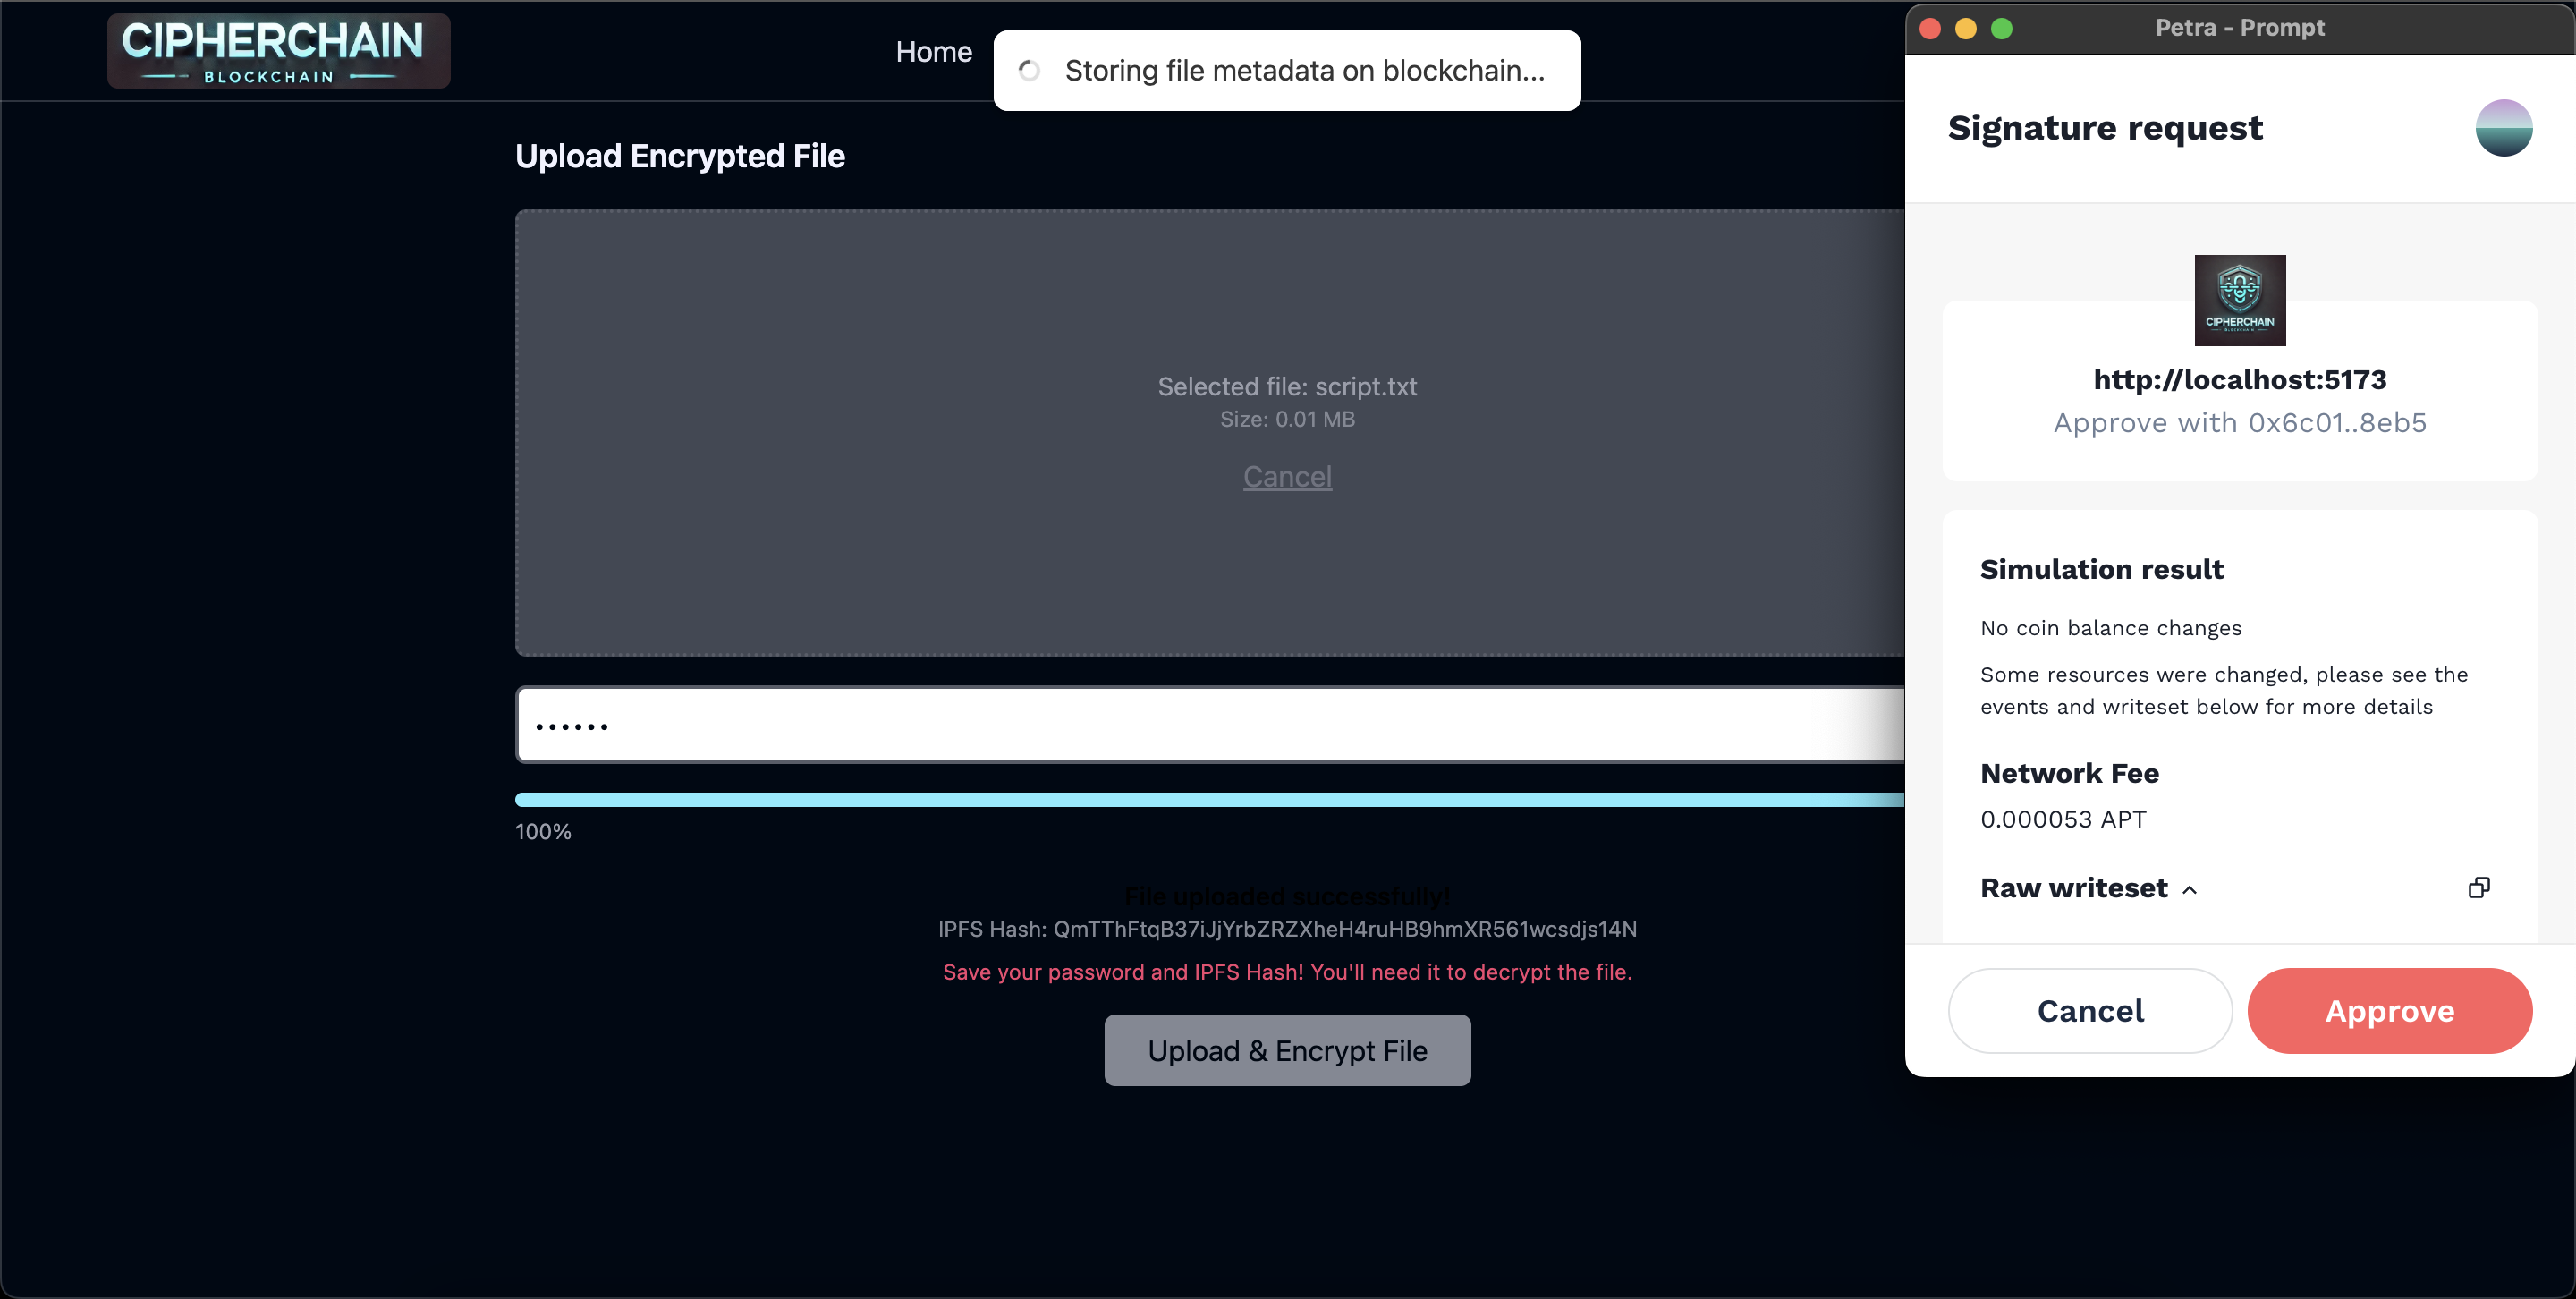 CIPHERCHAIN
BLOCKCHAIN
Home
Storing file metadata on blockchain...
Upload Encrypted File
Selected file: script.txt
Size: 0.01 MB
Cancel
••••••
100%
File uploaded successfully!
IPFS Hash: QmTThFtqB37iJjYrbZRZXheH4ruHB9hmXR561wcsdjs14N
Save your password and IPFS Hash! You'll need it to decrypt the file.
Upload & Encrypt File
Petra - Prompt
Signature request
CIPHERCHAIN
BLOCKCHAIN
http://localhost:5173
Approve with 0x6c01..8eb5
Simulation result
No coin balance changes
Some resources were changed, please see the
events and writeset below for more details
Network Fee
0.000053 APT
Raw writeset
Cancel
Approve